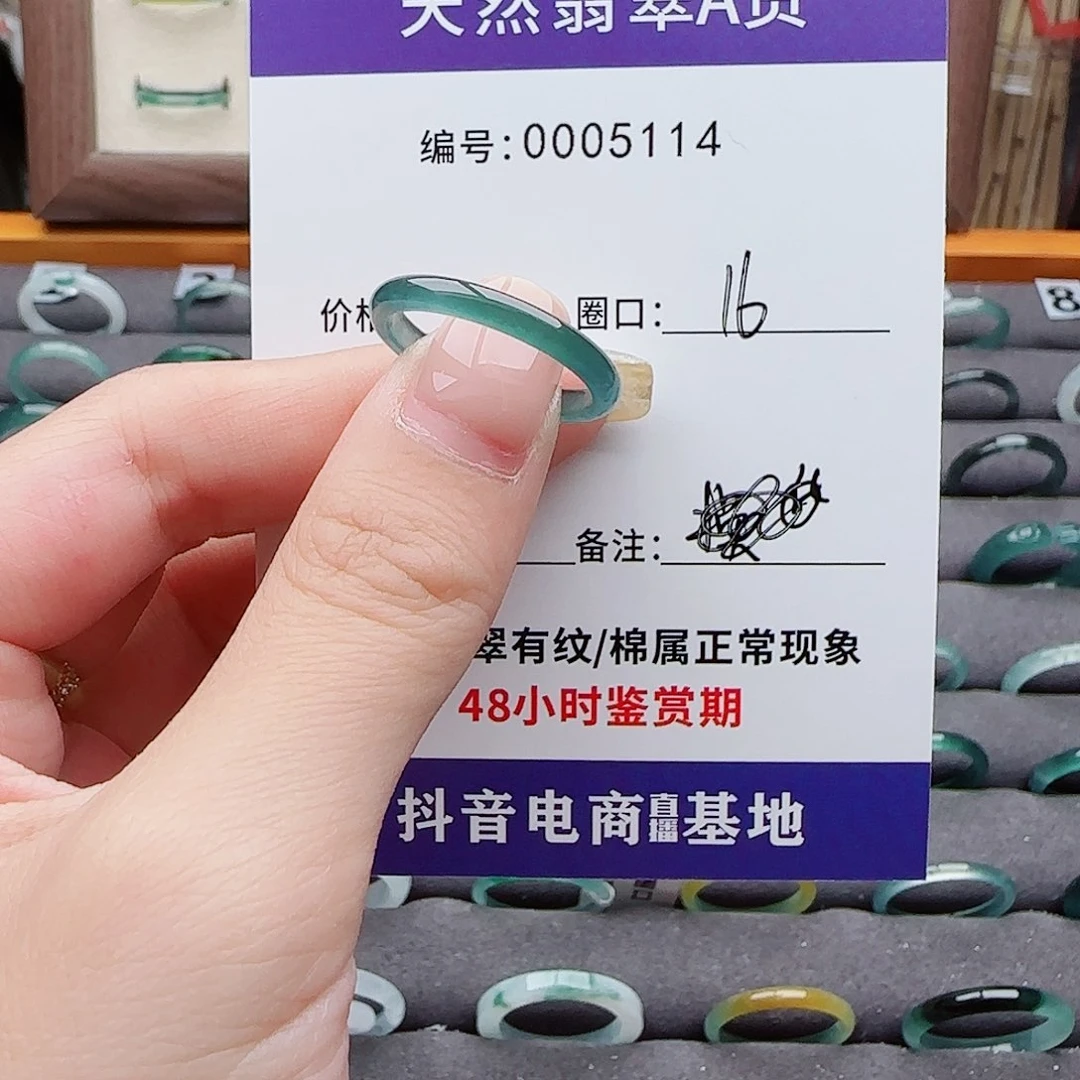 天然翡翠A货
编号:0005114
价格
圈口: 16
备注:
翠有纹/棉属正常现象
48小时鉴赏期
抖音电商直播基地
8